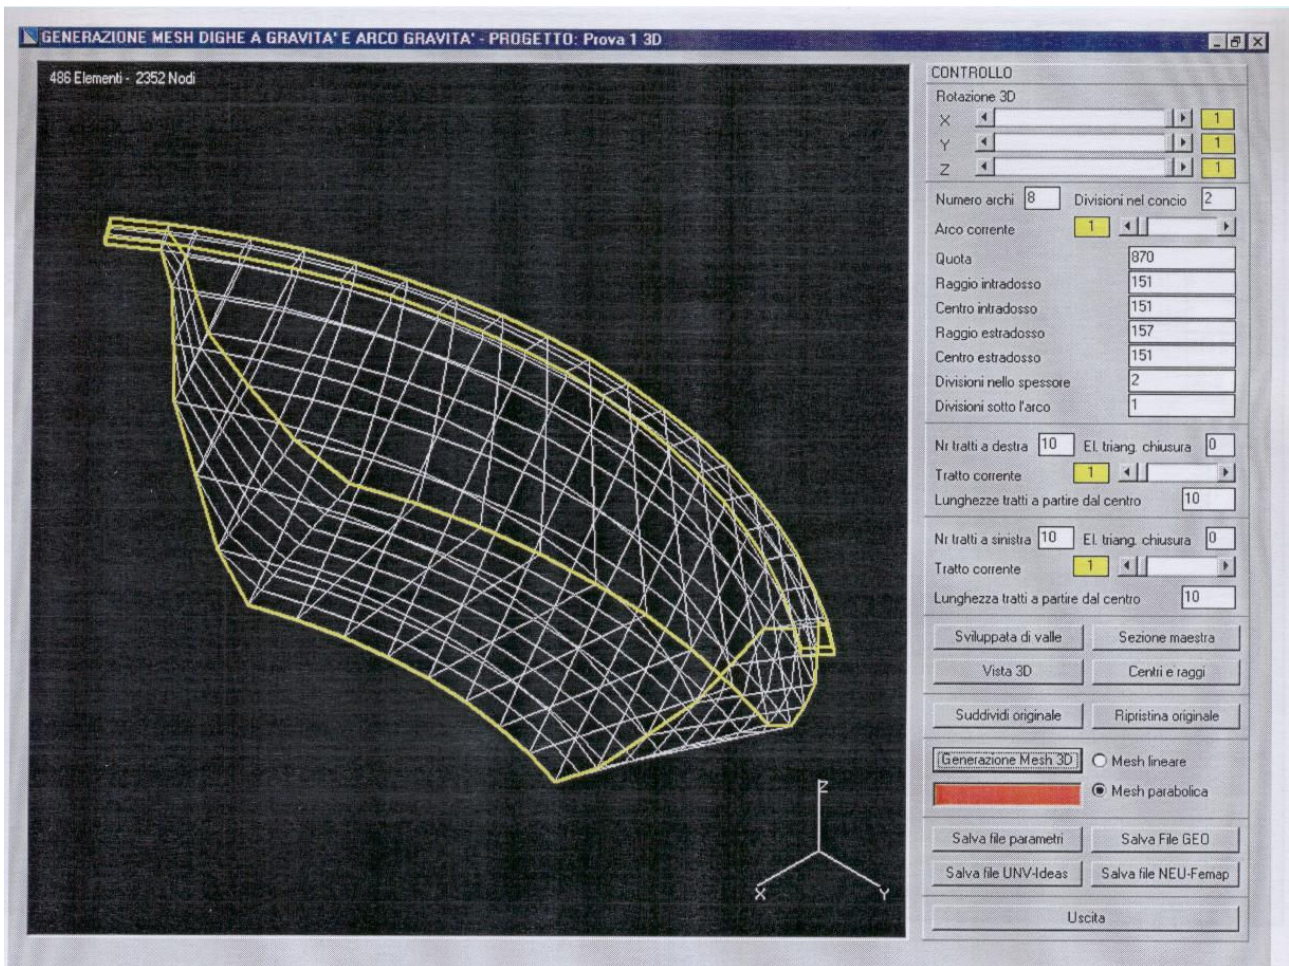 GENERAZIONE MESH DIGHE A GRAVITA' E ARCO GRAVITA' - PROGETTO: Prova 1 3D
486 Elementi - 2352 Nodi
CONTROLLO
Rotazione 3D
X 1
Y 1
Z 1
Numero archi 8 Divisioni nel concio 2
Arco corrente 1
Quota 870
Raggio intradosso 151
Centro intradosso 151
Raggio estradosso 157
Centro estradosso 151
Divisioni nello spessore 2
Divisioni sotto l'arco 1
Nr tratti a destra 10 El. triang. chiusura 0
Tratto corrente 1
Lunghezze tratti a partire dal centro 10
Nr tratti a sinistra 10 El. triang. chiusura 0
Tratto corrente 1
Lunghezza tratti a partire dal centro 10
Sviluppata di valle Sezione maestra
Vista 3D Centri e raggi
Suddividi originale Ripristina originale
Generazione Mesh 3D Mesh lineare
Mesh parabolica
Salva file parametri Salva File GEO
Salva file UNV-Ideas Salva file NEU-Femap
Uscita
Z
X Y